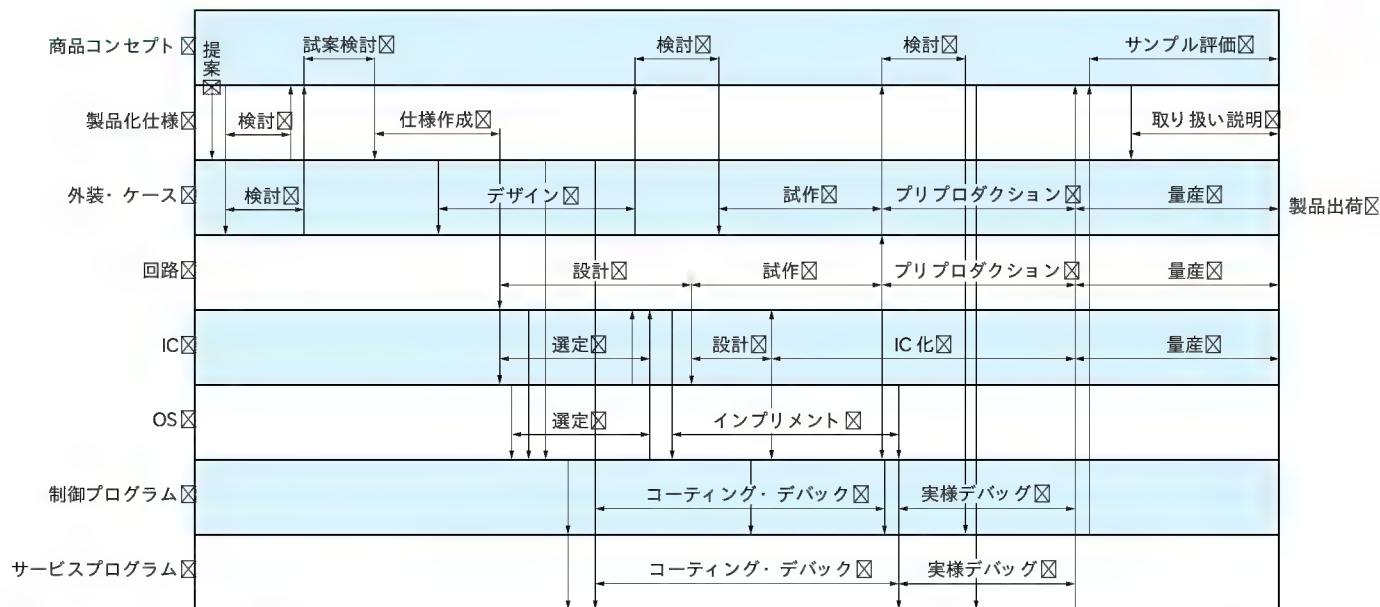 商品コンセプト
提案
試案検討
検討
検討
サンプル評価
製品化仕様
検討
仕様作成
取り扱い説明
外装・ケース
検討
デザイン
試作
プリプロダクション
量産
製品出荷
回路
設計
試作
プリプロダクション
量産
IC
選定
設計
IC 化
量産
OS
選定
インプリメント
制御プログラム
コーティング・デバック
実様デバッグ
サービスプログラム
コーティング・デバック
実様デバッグ